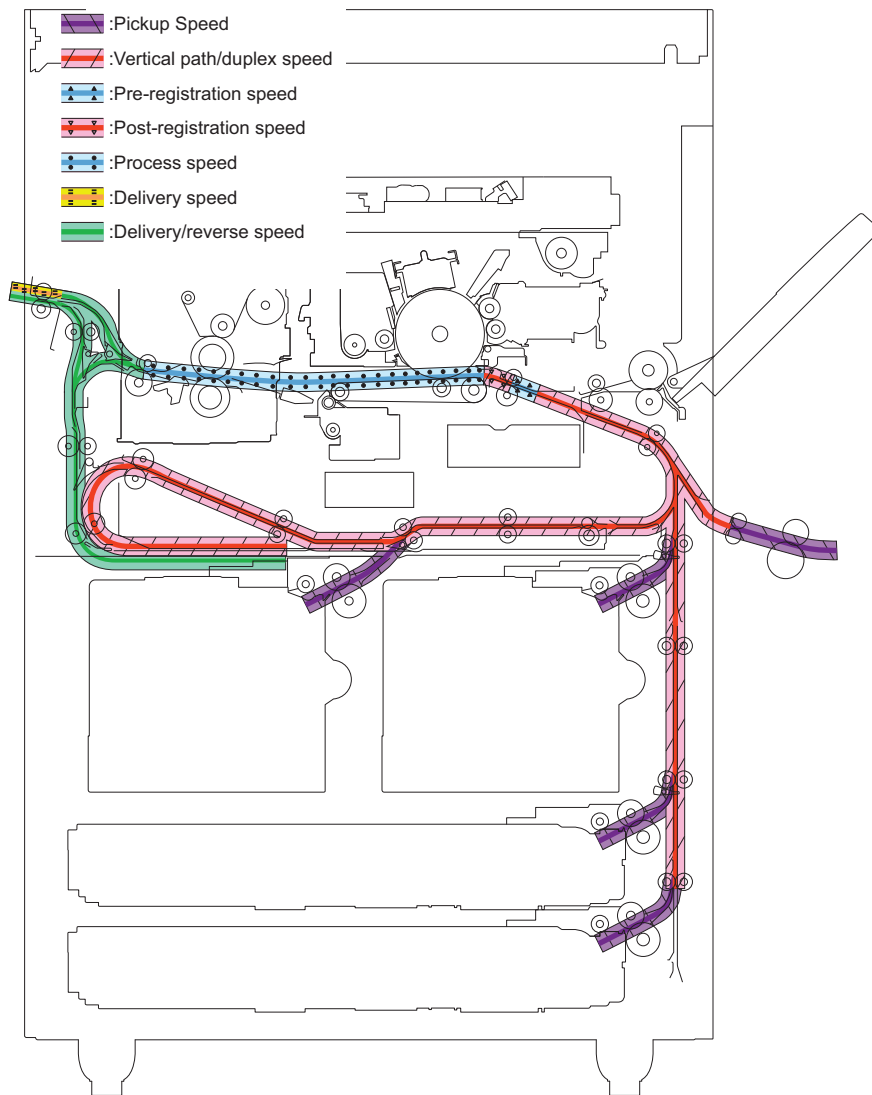 :Pickup Speed
:Vertical path/duplex speed
:Pre-registration speed
:Post-registration speed
:Process speed
:Delivery speed
:Delivery/reverse speed